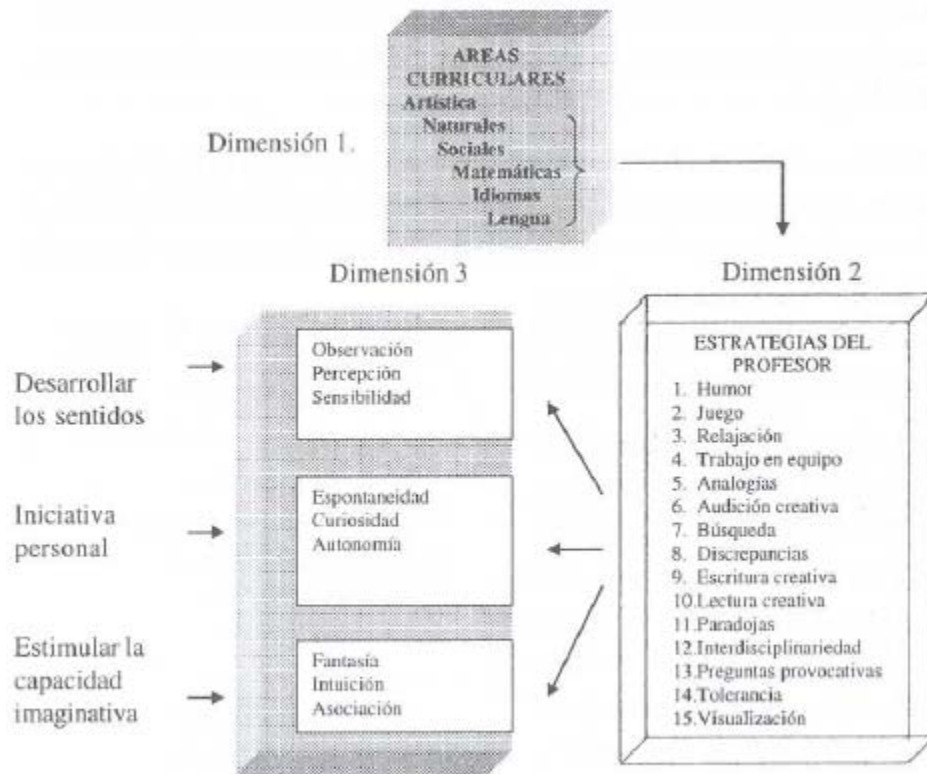 AREAS
CURRICULARES
Artística
Naturales
Sociales
Matemáticas
Idiomas
Lengua
Dimensión 1.
Dimensión 3
Dimensión 2
Desarrollar
los sentidos
Observación
Percepción
Sensibilidad
Iniciativa
personal
Espontaneidad
Curiosidad
Autonomía
Estimular la
capacidad
imaginativa
Fantasía
Intuición
Asociación
ESTRATEGIAS DEL
PROFESOR
1. Humor
2. Juego
3. Relajación
4. Trabajo en equipo
5. Analogías
6. Audición creativa
7. Búsqueda
8. Discrepancias
9. Escritura creativa
10.Lectura creativa
11.Paradojas
12.Interdisciplinariedad
13.Preguntas provocativas
14.Tolerancia
15.Visualización